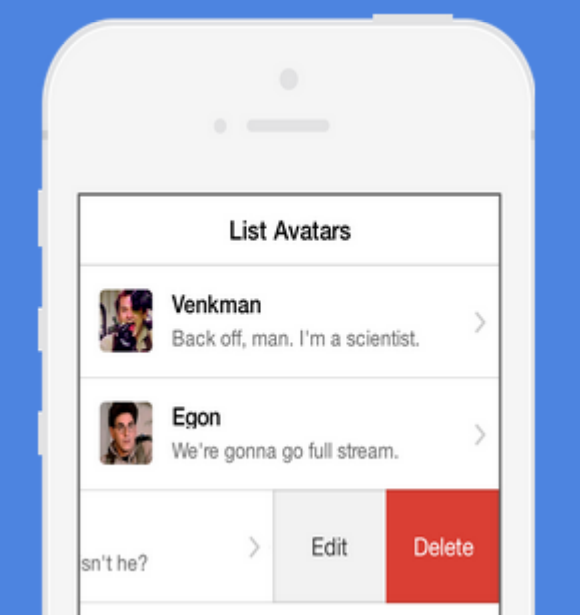 List Avatars
Venkman
Back off, man. I'm a scientist.
Egon
We're gonna go full stream.
sn't he?
Edit
Delete